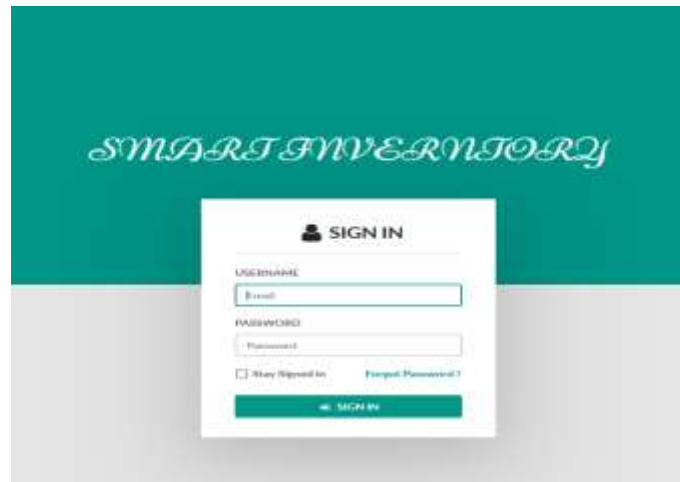 SMART INVERNTORY
SIGN IN
USERNAME
Email
PASSWORD
Password
Stay Signed in Forgot Password ?
SIGN IN